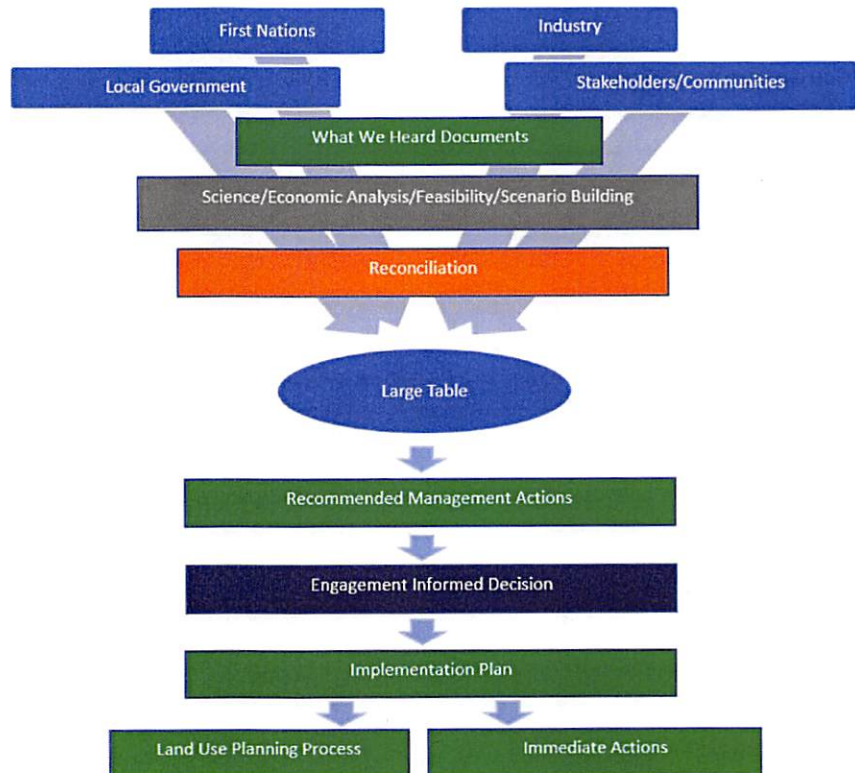 First Nations
Industry
Local Government
Stakeholders/Communities
What We Heard Documents
Science/Economic Analysis/Feasibility/Scenario Building
Reconciliation
Large Table
Recommended Management Actions
Engagement Informed Decision
Implementation Plan
Land Use Planning Process
Immediate Actions